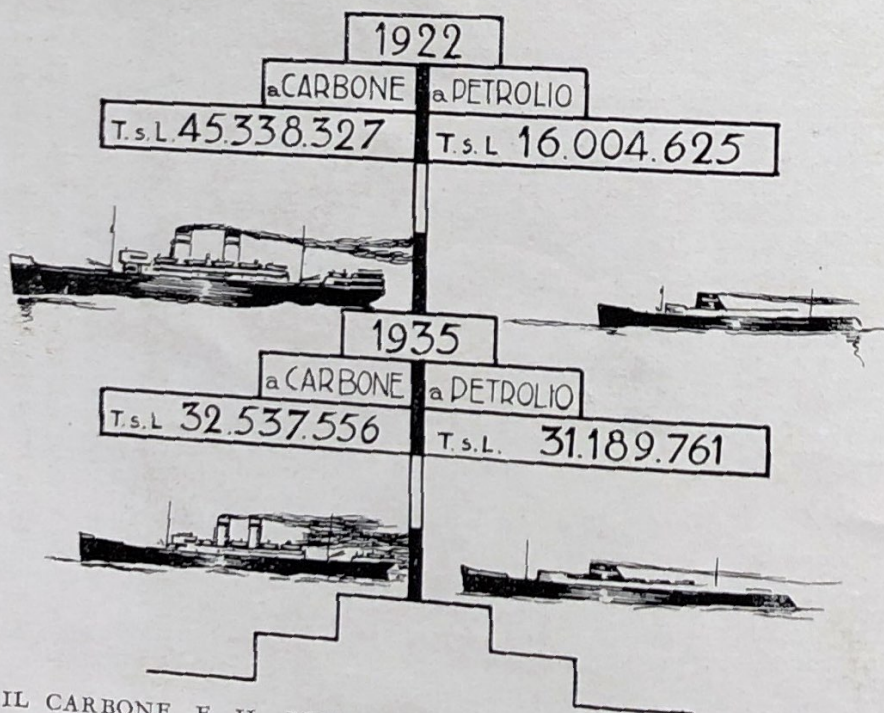 1922
a CARBONE a PETROLIO
T.s.L. 45.338.327 T.s.L 16.004.625
1935
a CARBONE a PETROLIO
T.s.L 32.537.556 T.s.L. 31.189.761
IL CARBONE E